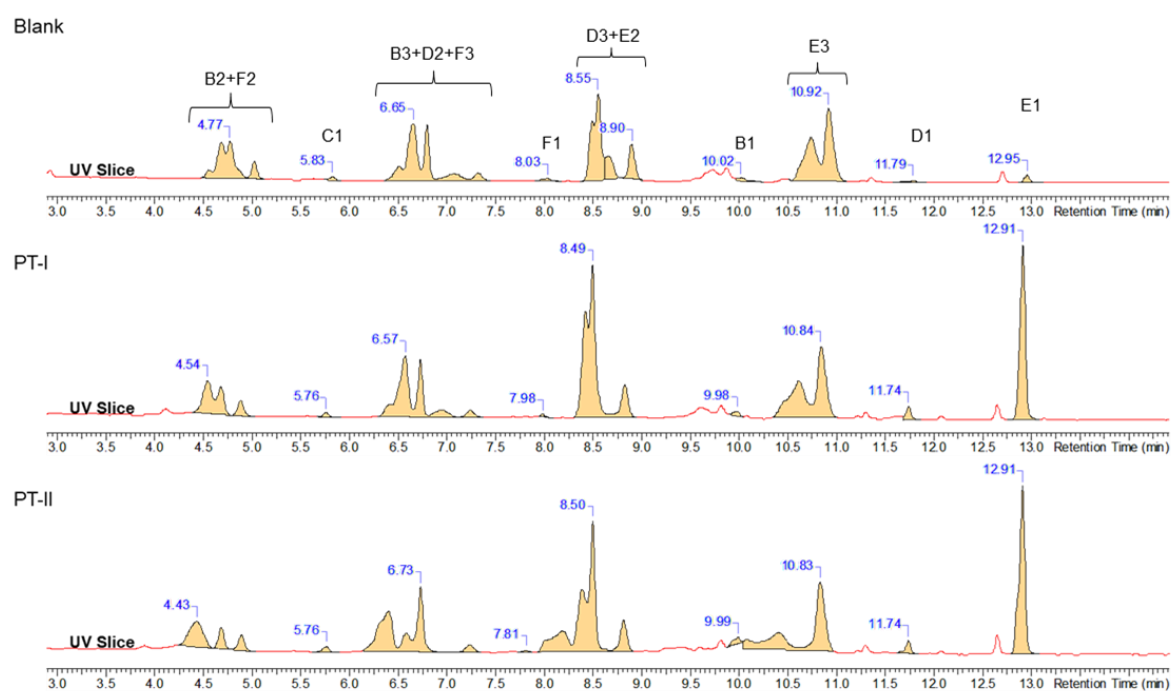 Blank
B2+F2
B3+D2+F3
D3+E2
E3
C1
F1
B1
D1
E1
4.77
5.83
6.65
8.03
8.55
8.90
10.02
10.92
11.79
12.95
UV Slice
3.0 3.5 4.0 4.5 5.0 5.5 6.0 6.5 7.0 7.5 8.0 8.5 9.0 9.5 10.0 10.5 11.0 11.5 12.0 12.5 13.0 Retention Time (min)
PT-I
4.54
5.76
6.57
7.98
8.49
9.98
10.84
11.74
12.91
UV Slice
3.0 3.5 4.0 4.5 5.0 5.5 6.0 6.5 7.0 7.5 8.0 8.5 9.0 9.5 10.0 10.5 11.0 11.5 12.0 12.5 13.0 Retention Time (min)
PT-II
4.43
5.76
6.73
7.81
8.50
9.99
10.83
11.74
12.91
UV Slice
3.0 3.5 4.0 4.5 5.0 5.5 6.0 6.5 7.0 7.5 8.0 8.5 9.0 9.5 10.0 10.5 11.0 11.5 12.0 12.5 13.0 Retention Time (min)